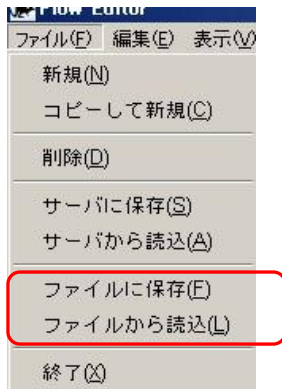 Flow Editor
ファイル(F) 編集(E) 表示(V)
新規(N)
コピーして新規(C)
削除(D)
サーバに保存(S)
サーバから読込(A)
ファイルに保存(F)
ファイルから読込(L)
終了(X)